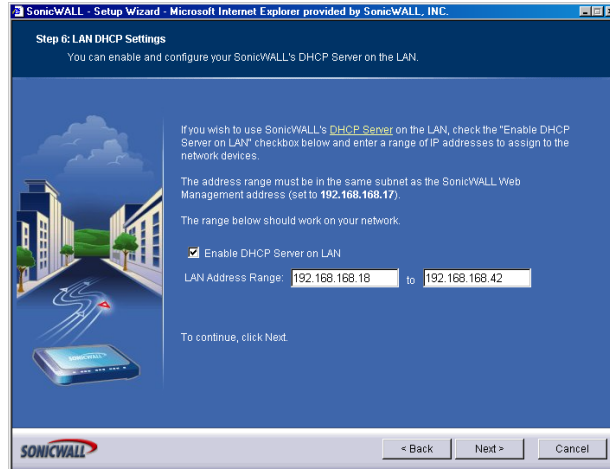 SonicWALL - Setup Wizard - Microsoft Internet Explorer provided by SonicWALL, INC.
Step 6: LAN DHCP Settings
You can enable and configure your SonicWALL's DHCP Server on the LAN.
If you wish to use SonicWALL's DHCP Server on the LAN, check the "Enable DHCP
Server on LAN" checkbox below and enter a range of IP addresses to assign to the
network devices.
The address range must be in the same subnet as the SonicWALL Web
Management address (set to 192.168.168.17).
The range below should work on your network.
Enable DHCP Server on LAN
LAN Address Range: 192.168.168.18 to 192.168.168.42
To continue, click Next.
SONICWALL
SONICWALL
< Back Next > Cancel